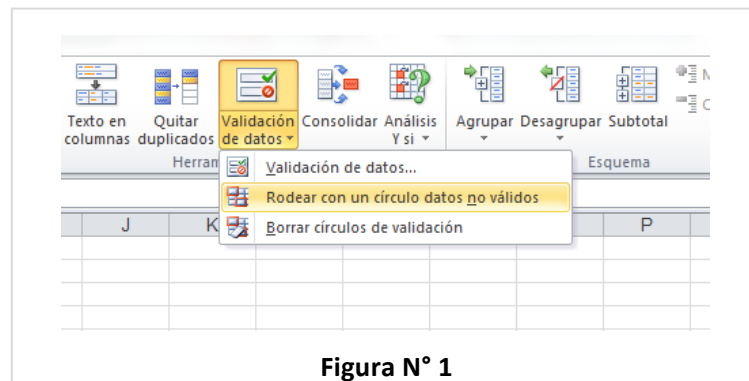 Texto en columnas
Quitar duplicados
Validación de datos
Consolidar
Análisis Y si
Agrupar
Desagrupar
Subtotal
Esquema
Validación de datos...
Rodear con un círculo datos no válidos
Borrar círculos de validación
J
K
P
Figura N° 1